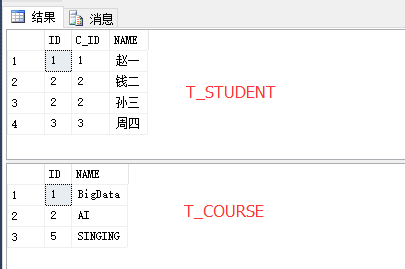 结果 消息
ID C_ID NAME
1 1 1 赵一
2 2 2 钱二
3 2 2 孙三
4 3 3 周四
T_STUDENT
ID NAME
1 1 BigData
2 2 AI
3 5 SINGING
T_COURSE